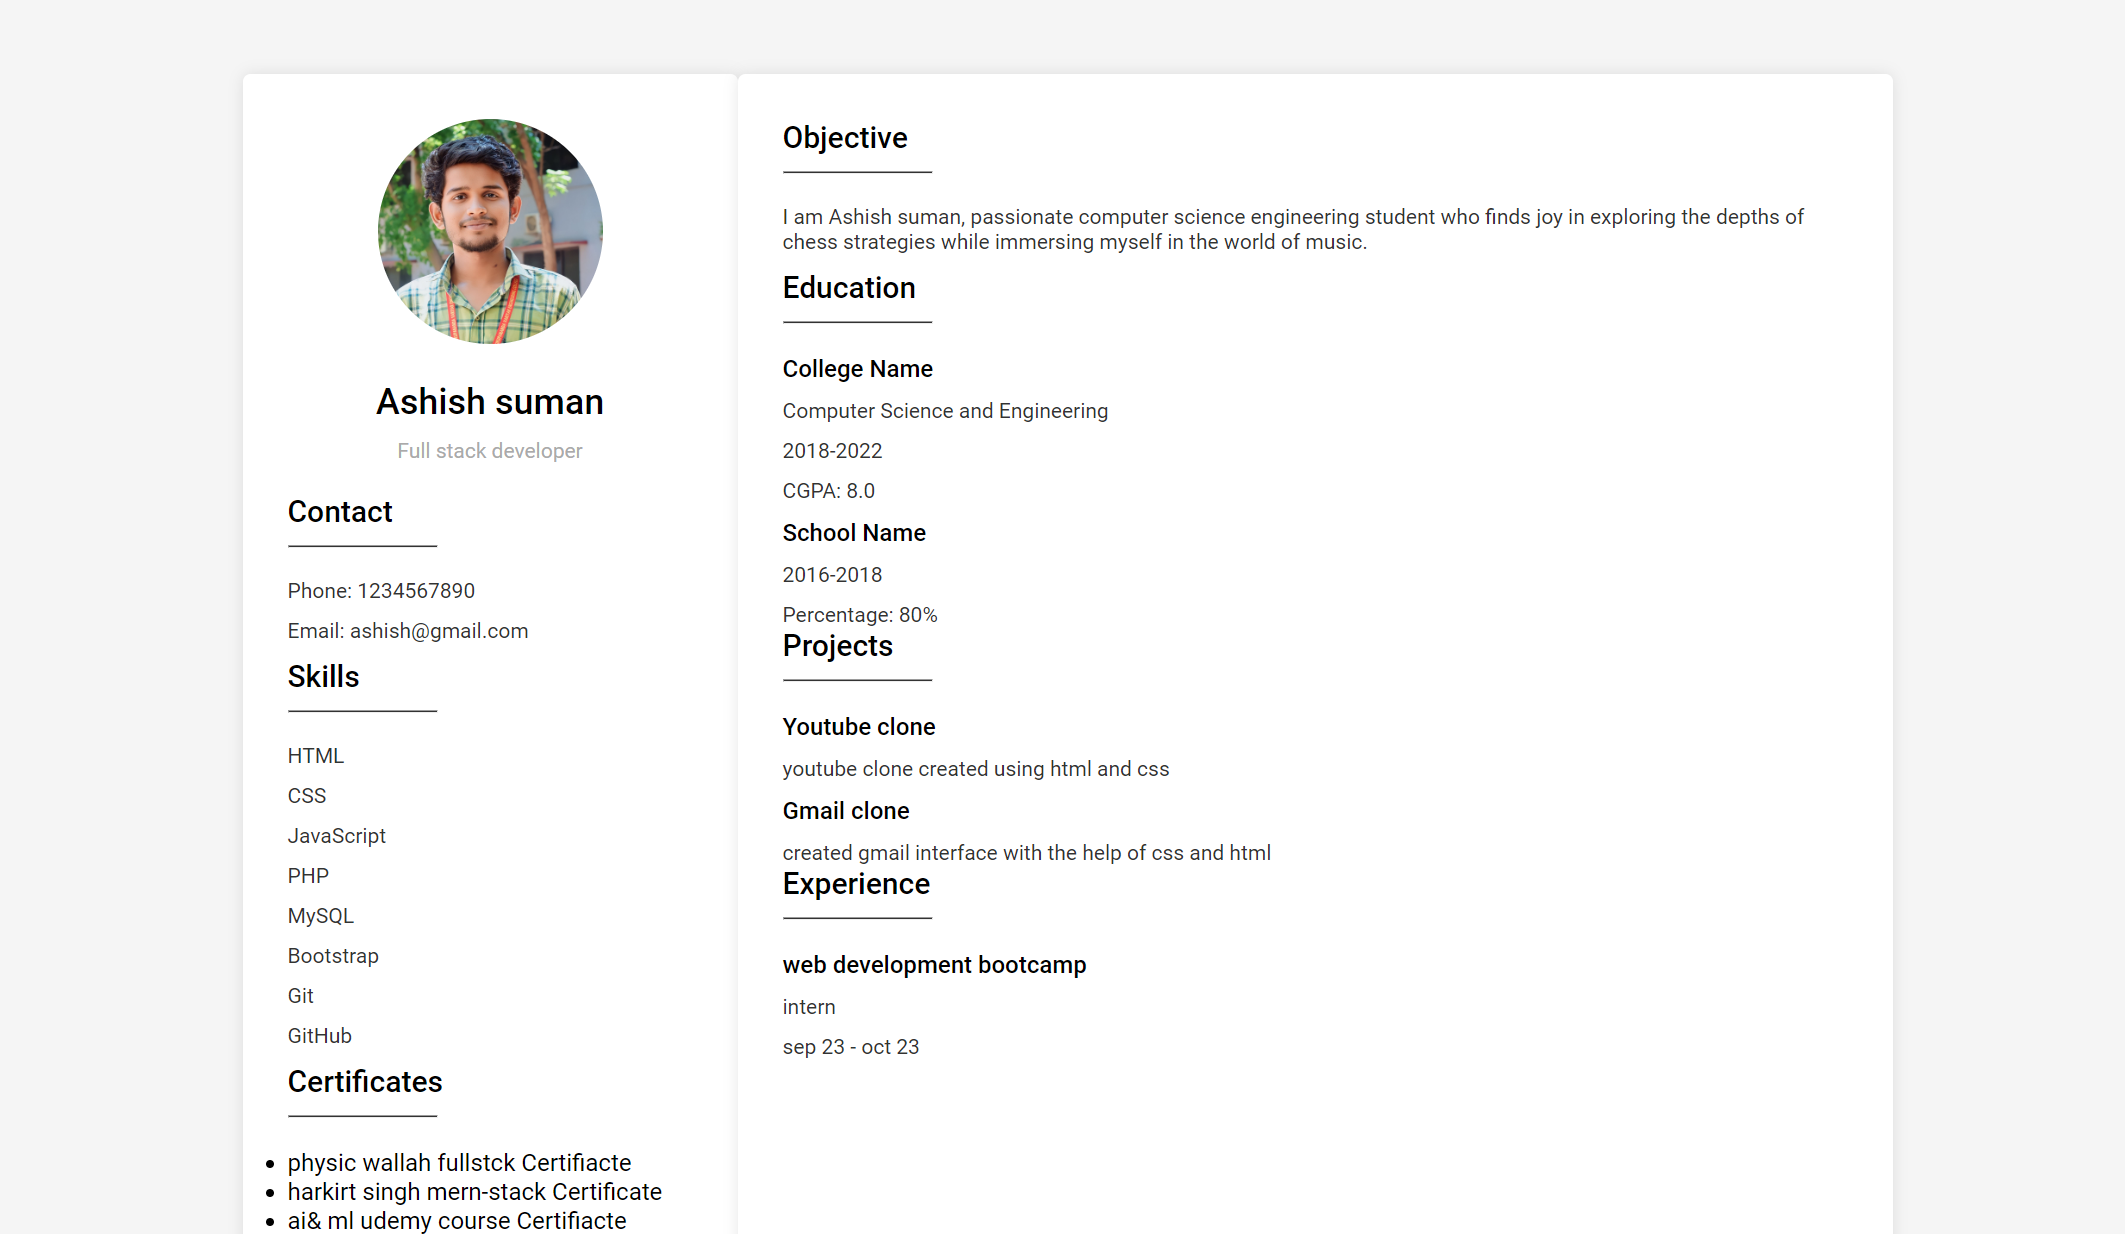 Ashish suman
Full stack developer
Contact
Phone: 1234567890
Email: ashish@gmail.com
Skills
HTML
CSS
JavaScript
PHP
MySQL
Bootstrap
Git
GitHub
Certificates
physic wallah fullstck Certifiacte
harkirt singh mern-stack Certificate
ai& ml udemy course Certifiacte
Objective
I am Ashish suman, passionate computer science engineering student who finds joy in exploring the depths of
chess strategies while immersing myself in the world of music.
Education
College Name
Computer Science and Engineering
2018-2022
CGPA: 8.0
School Name
2016-2018
Percentage: 80%
Projects
Youtube clone
youtube clone created using html and css
Gmail clone
created gmail interface with the help of css and html
Experience
web development bootcamp
intern
sep 23 - oct 23